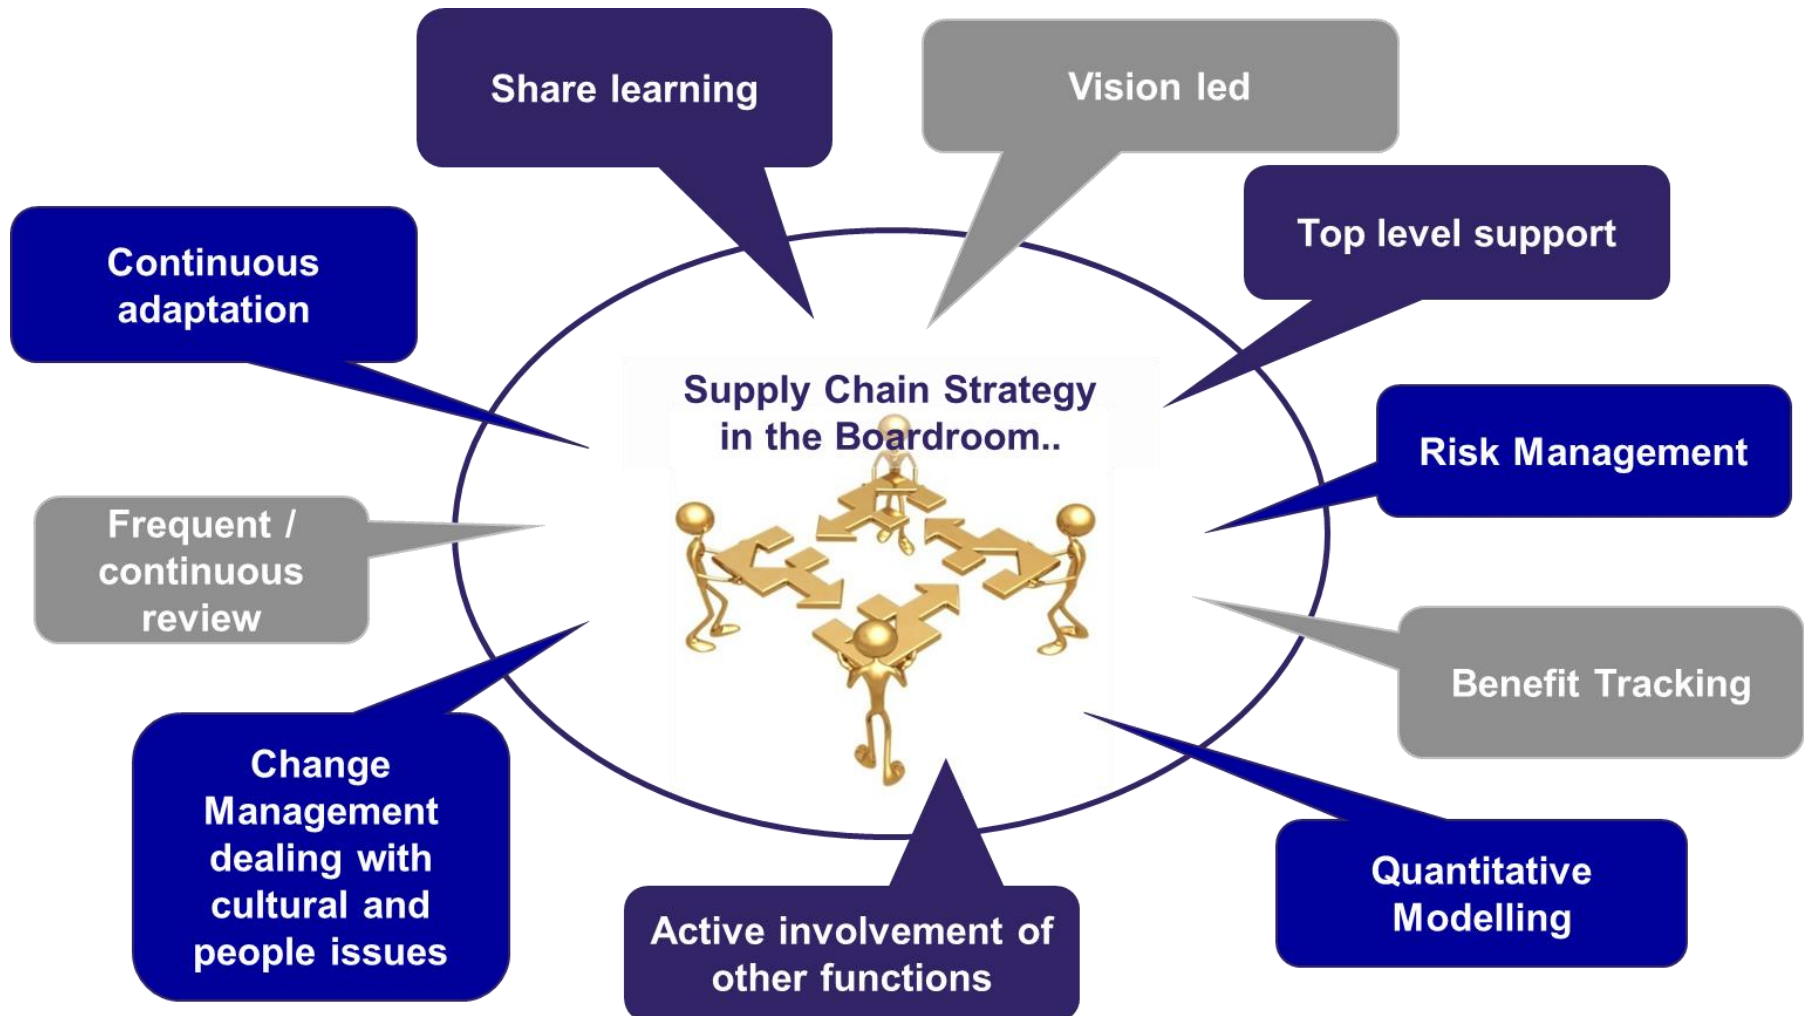 Share learning
Vision led
Top level support
Continuous
adaptation
Supply Chain Strategy
in the Boardroom..
Risk Management
Frequent /
continuous
review
Benefit Tracking
Change
Management
dealing with
cultural and
people issues
Quantitative
Modelling
Active involvement of
other functions